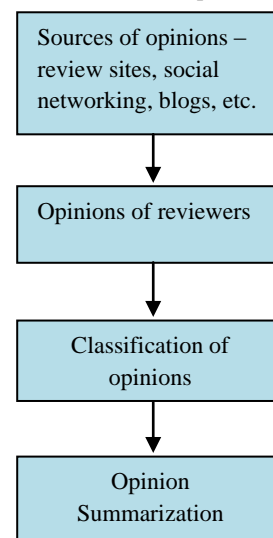 Sources of opinions –
review sites, social
networking, blogs, etc.
Opinions of reviewers
Classification of
opinions
Opinion
Summarization